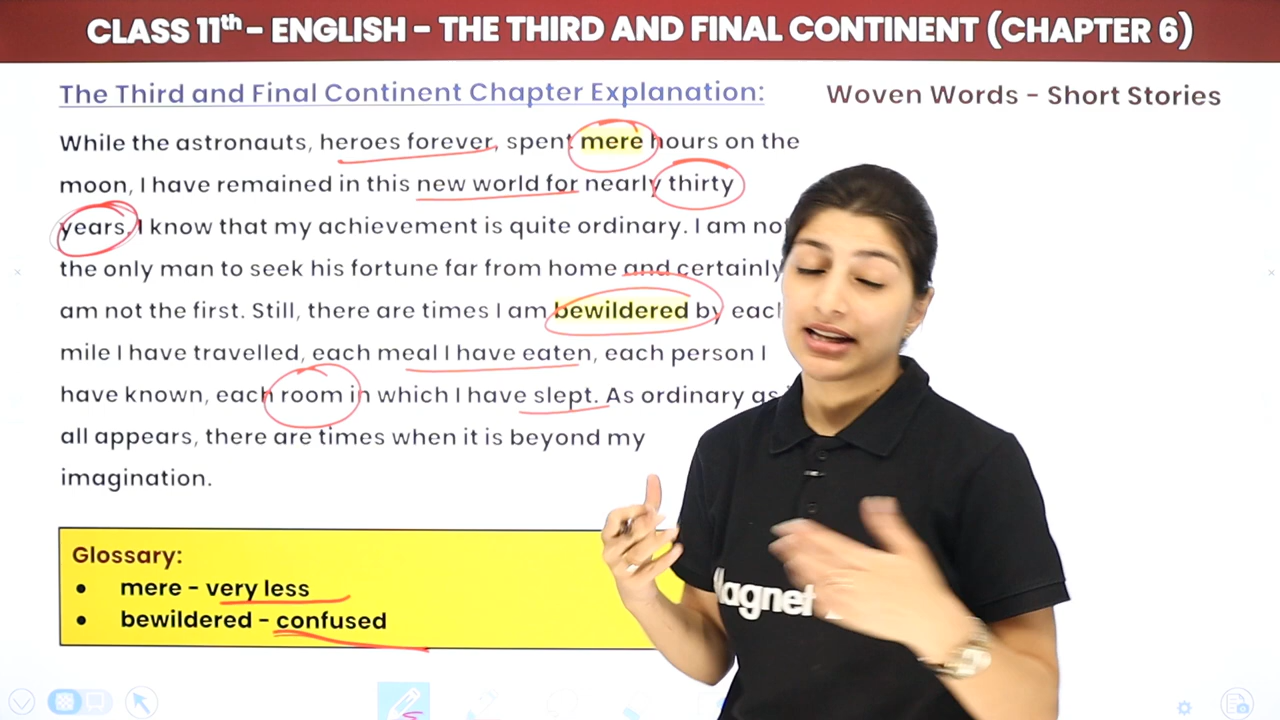 CLASS 11th – ENGLISH – THE THIRD AND FINAL CONTINENT (CHAPTER 6)
The Third and Final Continent Chapter Explanation:
Woven Words – Short Stories
While the astronauts, heroes forever, spent mere hours on the
moon, I have remained in this new world for nearly thirty
years. I know that my achievement is quite ordinary. I am
the only man to seek his fortune far from home and certainly
am not the first. Still, there are times I am bewildered by
mile I have travelled, each meal I have eaten, each person I
have known, each room in which I have slept. As ordinary as
all appears, there are times when it is beyond my
imagination.
Glossary:
• mere – very less
• bewildered – confused